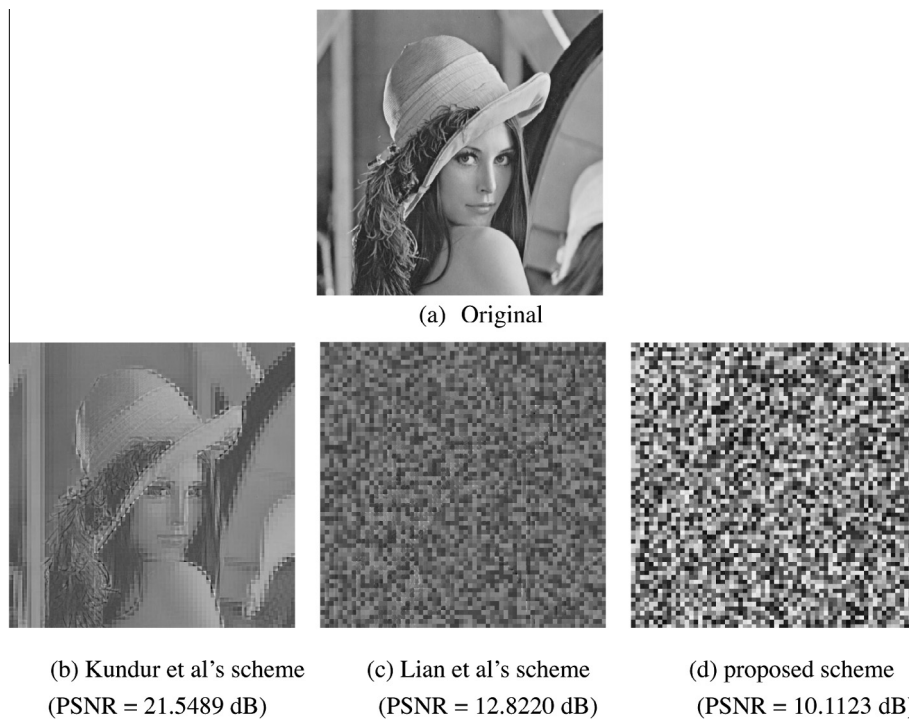 (a) Original
(b) Kundur et al's scheme
(PSNR = 21.5489 dB)
(c) Lian et al's scheme
(PSNR = 12.8220 dB)
(d) proposed scheme
(PSNR = 10.1123 dB)